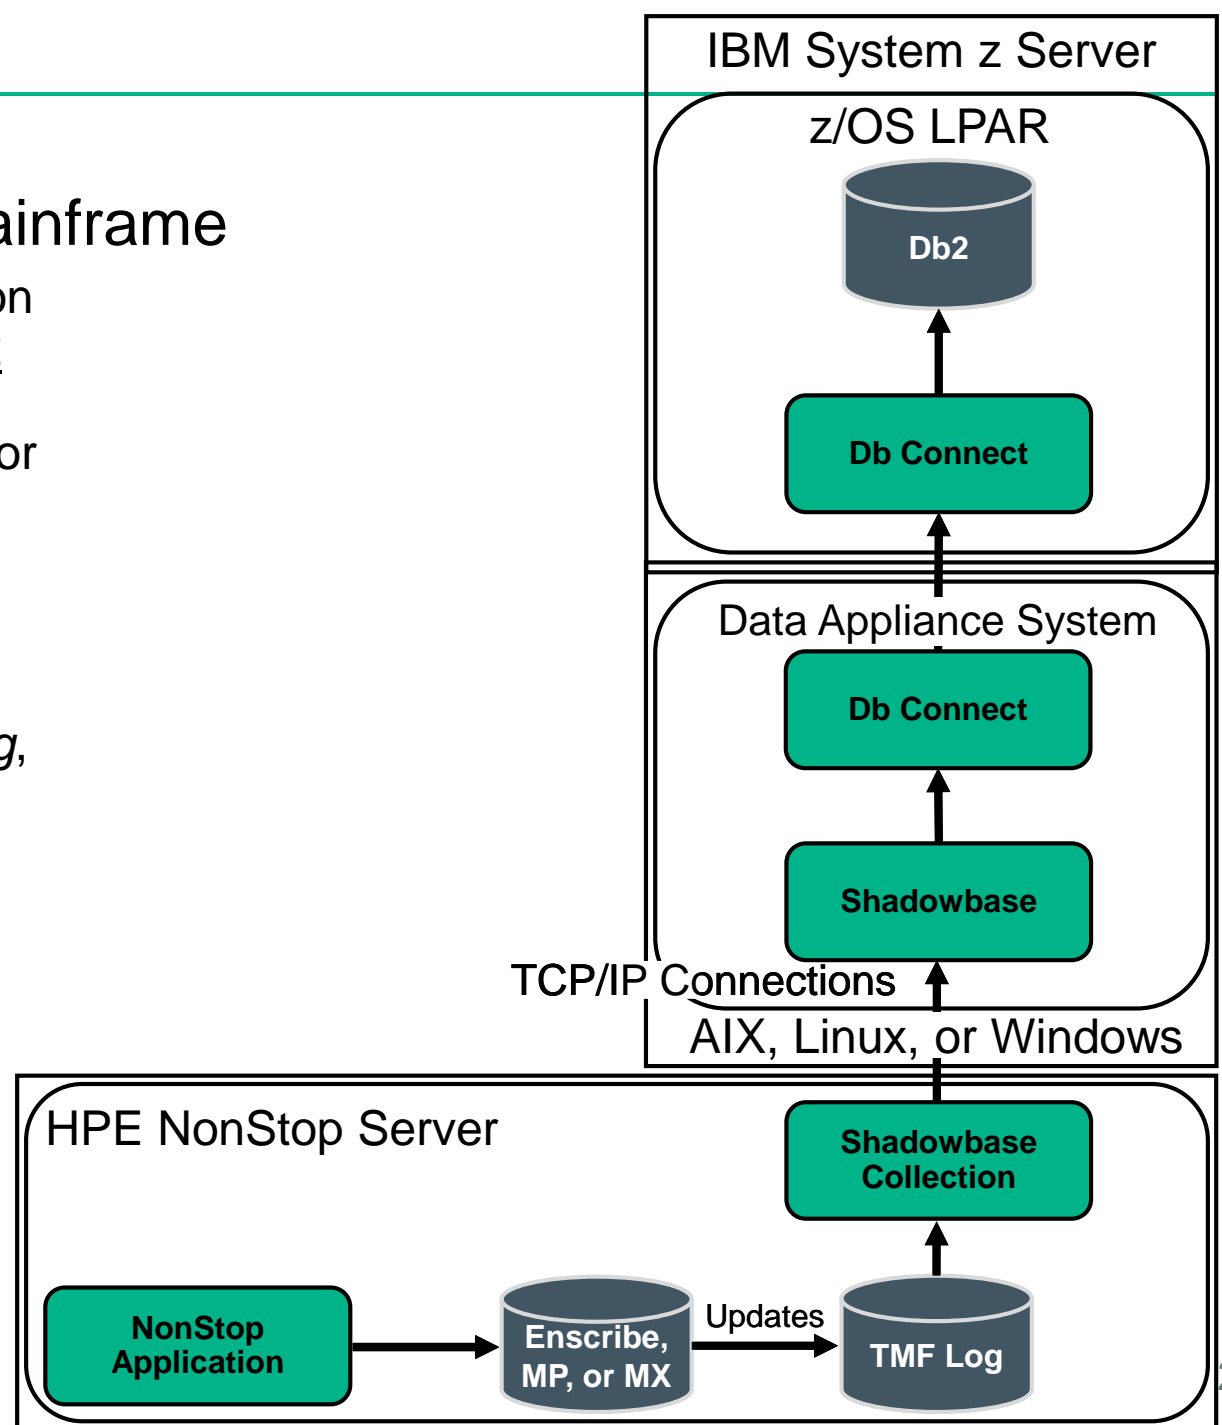 IBM System z Server
z/OS LPAR
ainframe
on
or
g,
Db2
Db Connect
Data Appliance System
Db Connect
Shadowbase
TCP/IP Connections
AIX, Linux, or Windows
HPE NonStop Server
Shadowbase
Collection
NonStop
Application
Enscribe,
MP, or MX
Updates
TMF Log